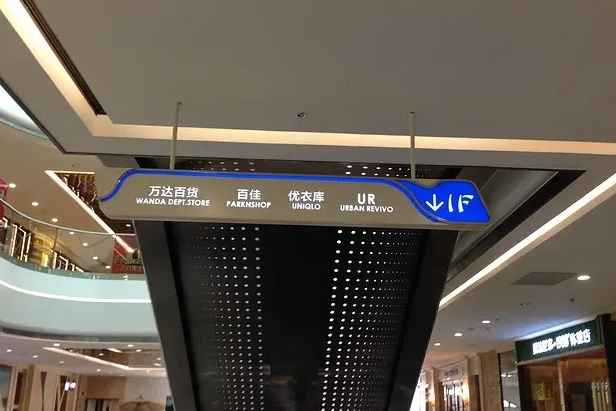 万达百货
WANDA DEPT.STORE
百佳
PARKNSHOP
优衣库
UNIQLO
UR
URBAN REVIVO
↓1F